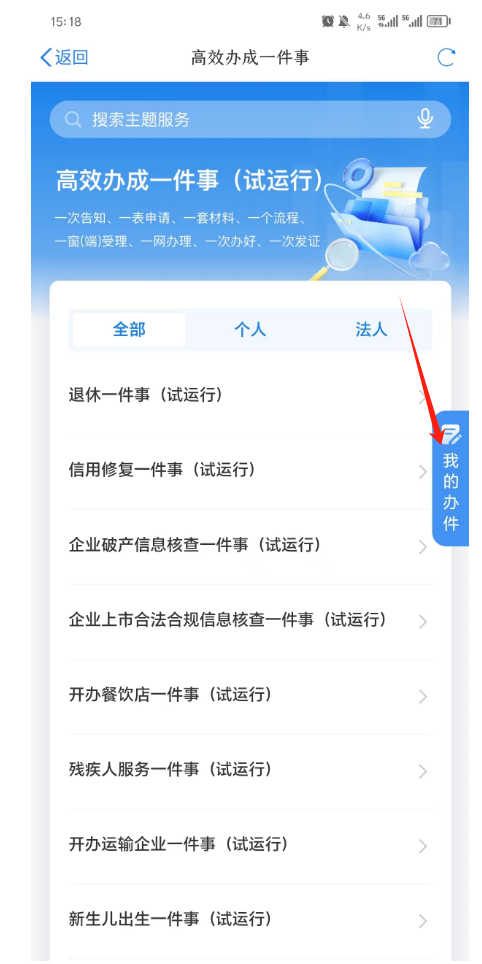 15:18
4.6
K/s
5G
5G
71
返回
高效办成一件事
搜索主题服务
高效办成一件事（试运行）
一次告知、一表申请、一套材料、一个流程、
一窗(端)受理、一网办理、一次办好、一次发证
全部
个人
法人
退休一件事（试运行）
我的办件
信用修复一件事（试运行）
企业破产信息核查一件事（试运行）
企业上市合法合规信息核查一件事（试运行）
开办餐饮店一件事（试运行）
残疾人服务一件事（试运行）
开办运输企业一件事（试运行）
新生儿出生一件事（试运行）